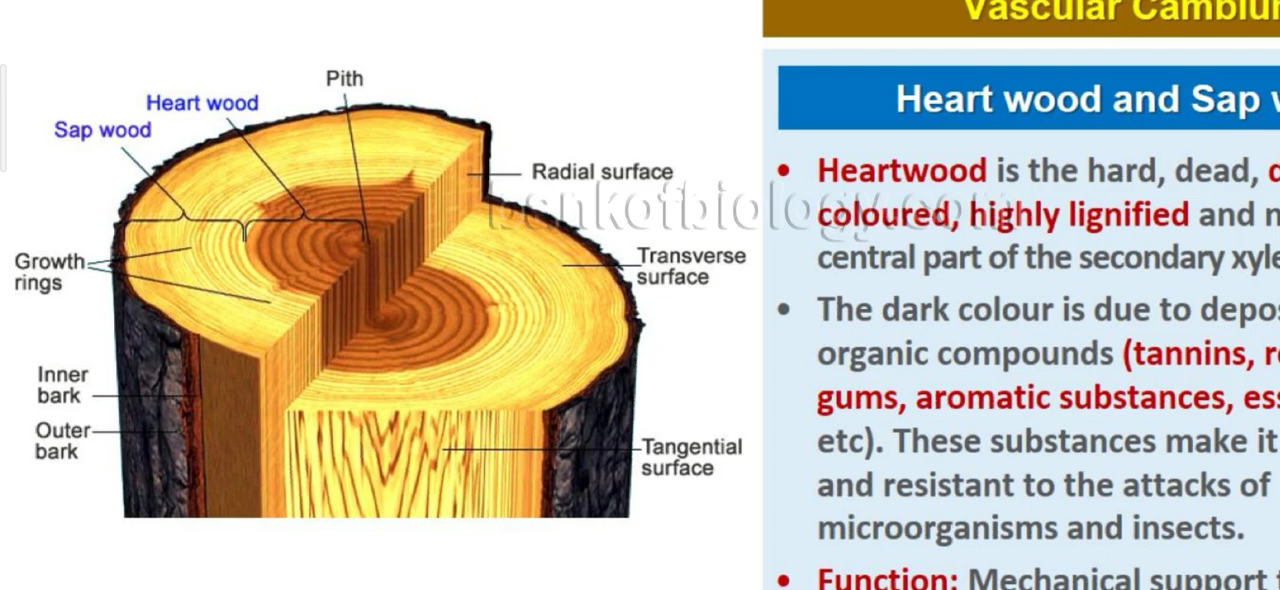 Pith
Heart wood
Sap wood
Radial surface
Transverse
surface
Growth
rings
Inner
bark
Outer
bark
Tangential
surface
bankofbiology.com
Vascular
Heart wood and Sap
• Heartwood is the hard, dead,
coloured, highly lignified and
central part of the secondary
• The dark colour is due to
organic compounds (tannins,
gums, aromatic substances,
etc). These substances make it
and resistant to the attacks of
microorganisms and insects.
• Function: Mechanical support